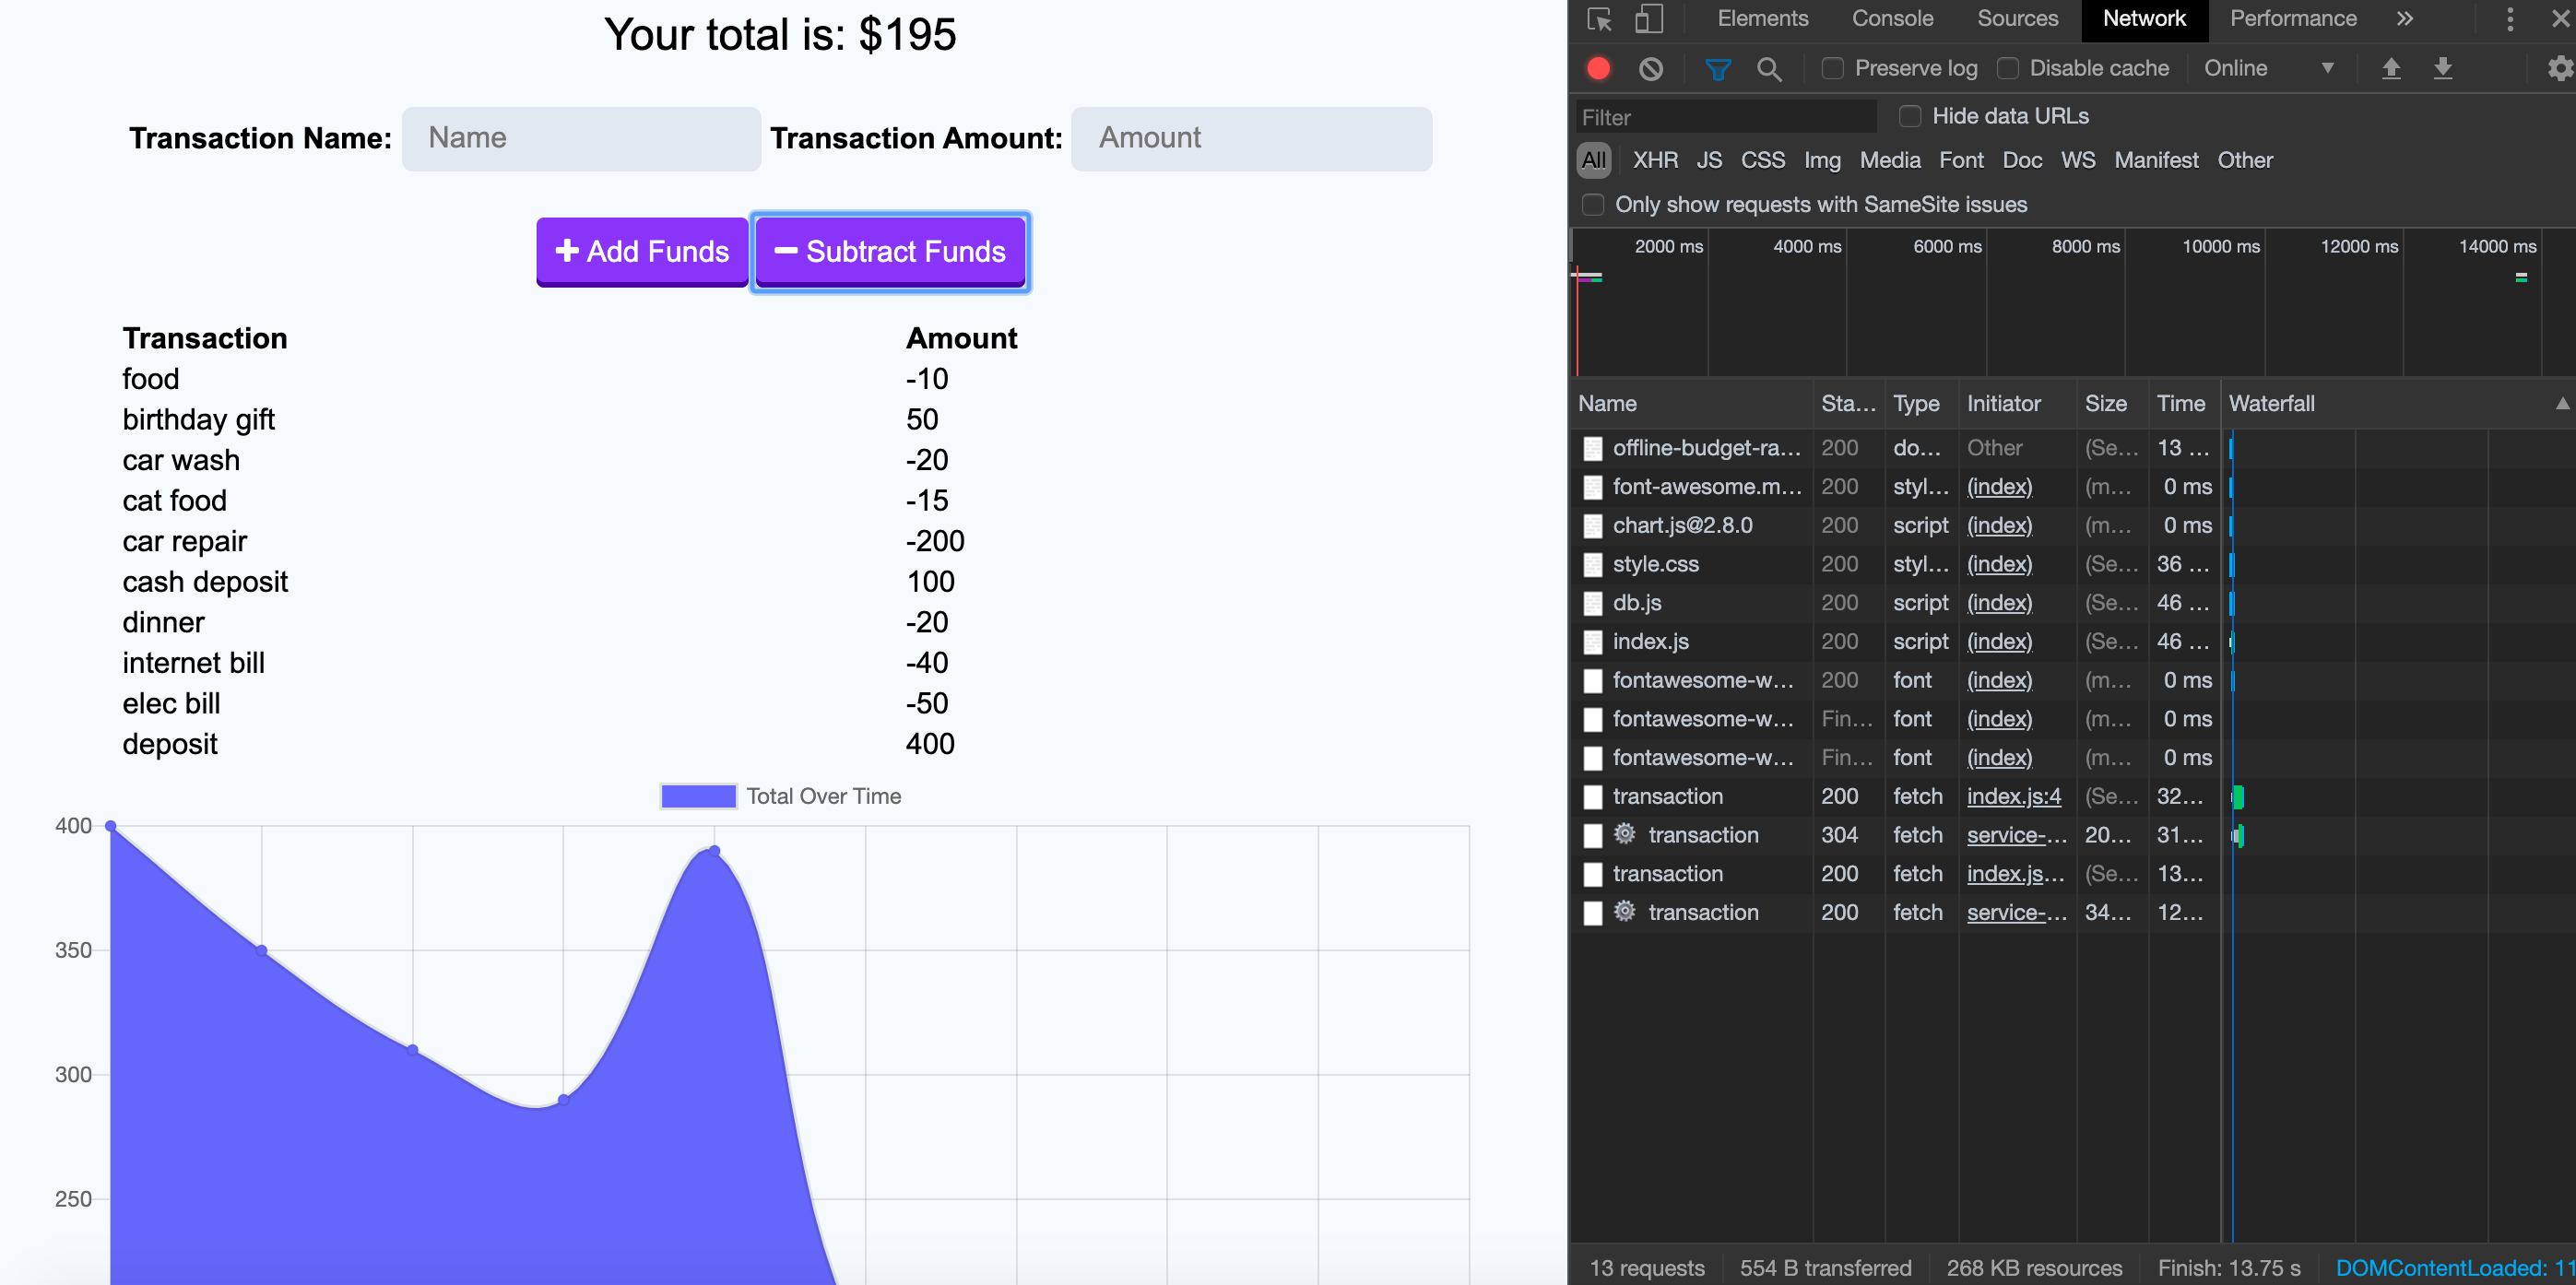 Your total is: $195
Transaction Name: Name Transaction Amount: Amount
Add Funds Subtract Funds
Transaction Amount
food -10
birthday gift 50
car wash -20
cat food -15
car repair -200
cash deposit 100
dinner -20
internet bill -40
elec bill -50
deposit 400
Total Over Time
400
350
300
250
Elements Console Sources Network Performance »
Preserve log Disable cache Online
Filter Hide data URLs
All XHR JS CSS Img Media Font Doc WS Manifest Other
Only show requests with SameSite issues
2000 ms 4000 ms 6000 ms 8000 ms 10000 ms 12000 ms 14000 ms
Name Sta... Type Initiator Size Time Waterfall
offline-budget-ra... 200 do... Other (Se... 13 ...
font-awesome.m... 200 styl... (index) (m... 0 ms
chart.js@2.8.0 200 script (index) (m... 0 ms
style.css 200 styl... (index) (Se... 36 ...
db.js 200 script (index) (Se... 46 ...
index.js 200 script (index) (Se... 46 ...
fontawesome-w... 200 font (index) (m... 0 ms
fontawesome-w... Fin... font (index) (m... 0 ms
fontawesome-w... Fin... font (index) (m... 0 ms
transaction 200 fetch index.js:4 (Se... 32...
transaction 304 fetch service-... 20... 31...
transaction 200 fetch index.js... (Se... 13...
transaction 200 fetch service-... 34... 12...
13 requests 554 B transferred 268 KB resources Finish: 13.75 s DOMContentLoaded: 11